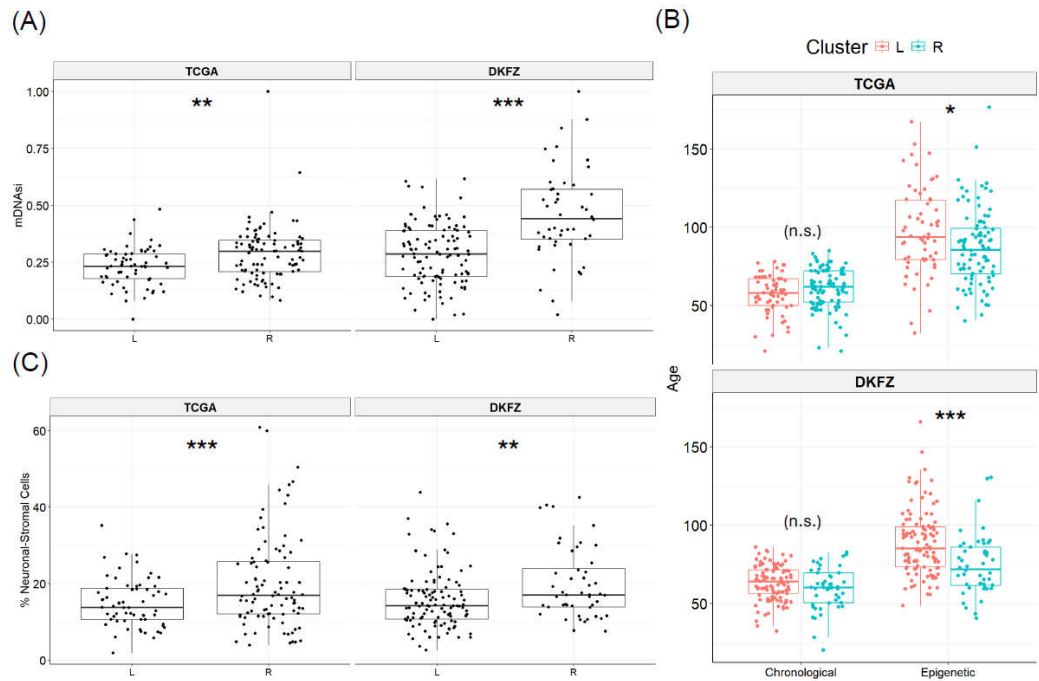 (A)
TCGA
DKFZ
**
***
mDNAsi
1.00
0.75
0.50
0.25
0.00
L
R
L
R
(B)
Cluster L R
TCGA
*
(n.s.)
150
100
50
Age
DKFZ
***
(n.s.)
150
100
50
Chronological
Epigenetic
(C)
TCGA
DKFZ
***
**
% Neuronal-Stromal Cells
60
40
20
0
L
R
L
R